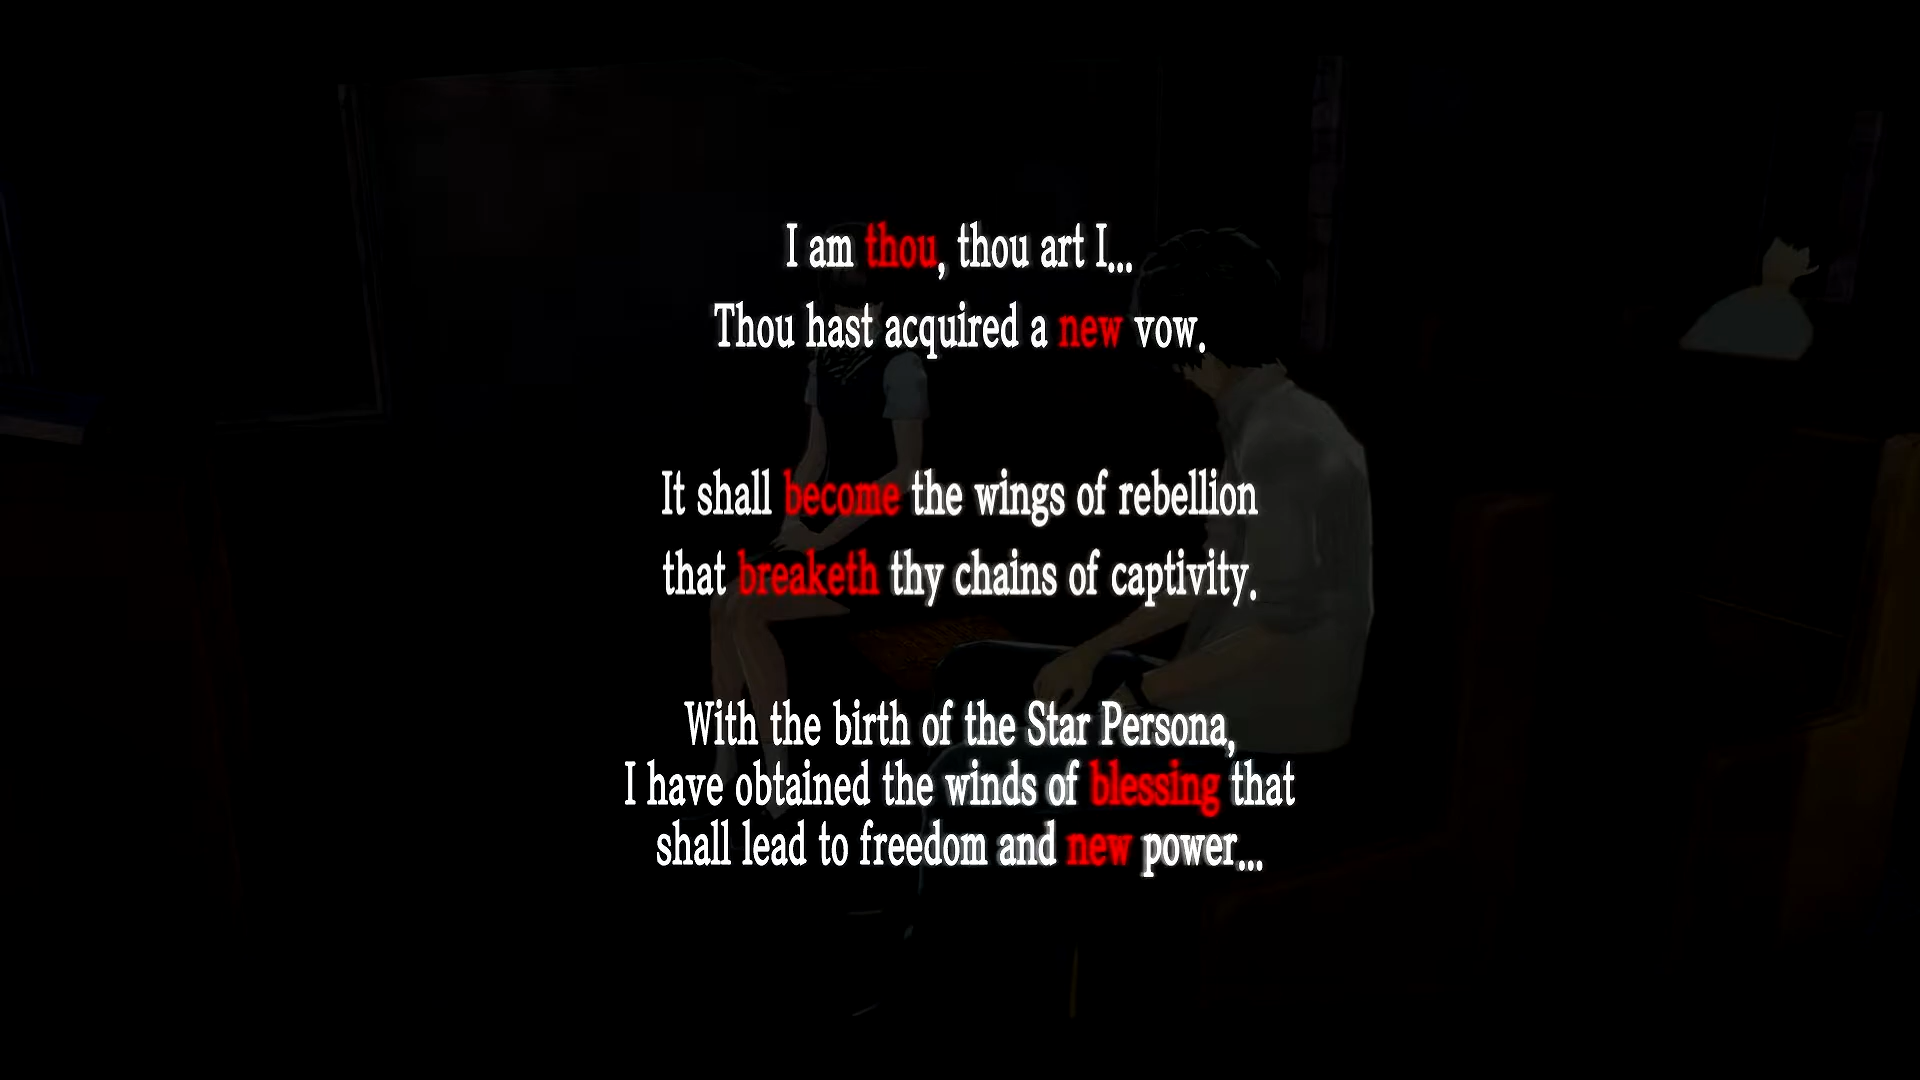 I am thou, thou art I...
Thou hast acquired a new vow.
It shall become the wings of rebellion
that breaketh thy chains of captivity.
With the birth of the Star Persona,
I have obtained the winds of blessing that
shall lead to freedom and new power...